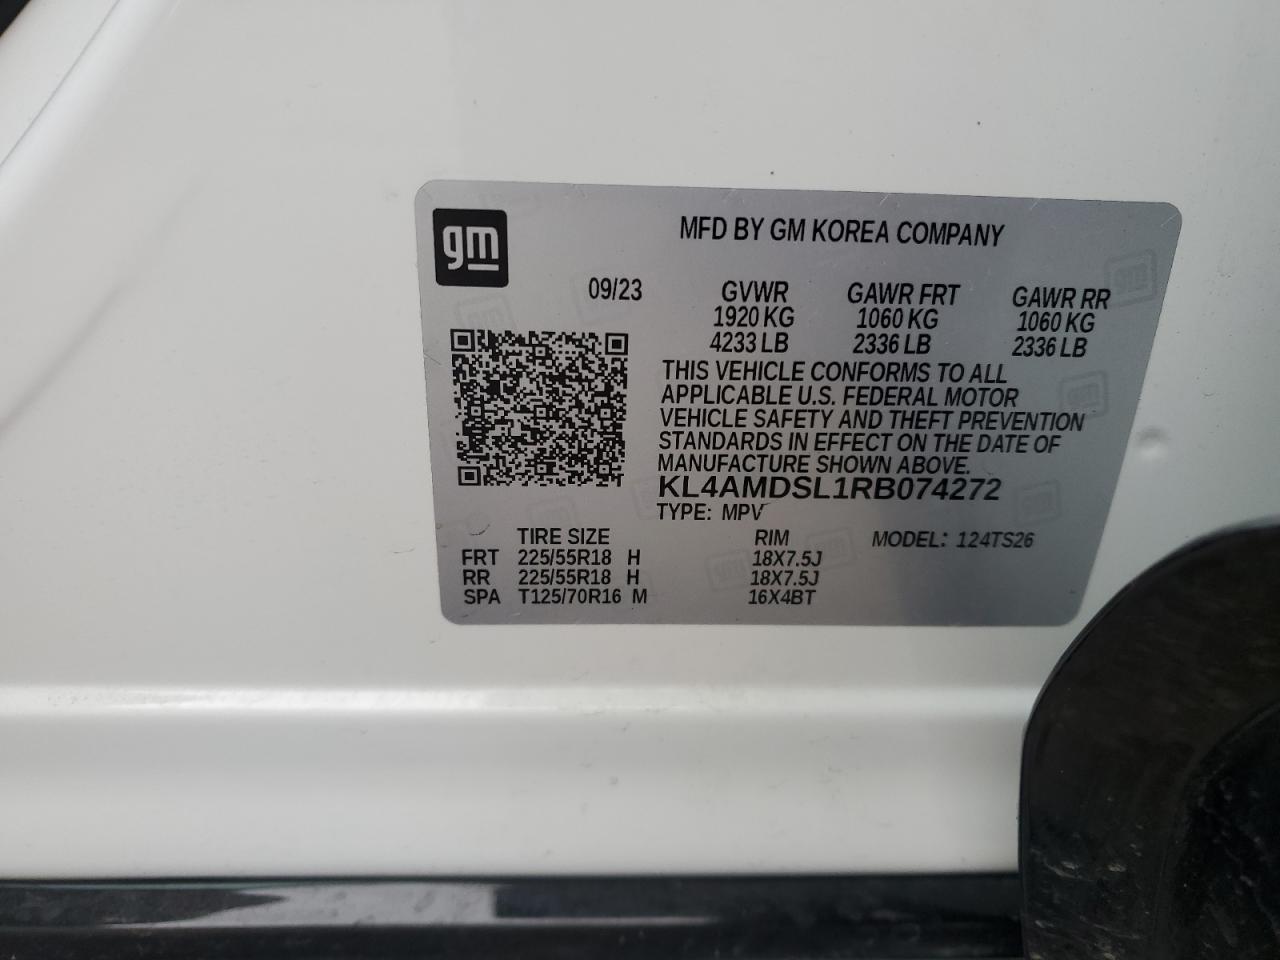 gm
MFD BY GM KOREA COMPANY
09/23 GVWR GAWR FRT GAWR RR
1920 KG 1060 KG 1060 KG
4233 LB 2336 LB 2336 LB
THIS VEHICLE CONFORMS TO ALL
APPLICABLE U.S. FEDERAL MOTOR
VEHICLE SAFETY AND THEFT PREVENTION
STANDARDS IN EFFECT ON THE DATE OF
MANUFACTURE SHOWN ABOVE.
KL4AMDSL1RB074272
TYPE: MPV
TIRE SIZE RIM MODEL: 124TS26
FRT 225/55R18 H 18X7.5J
RR 225/55R18 H 18X7.5J
SPA T125/70R16 M 16X4BT